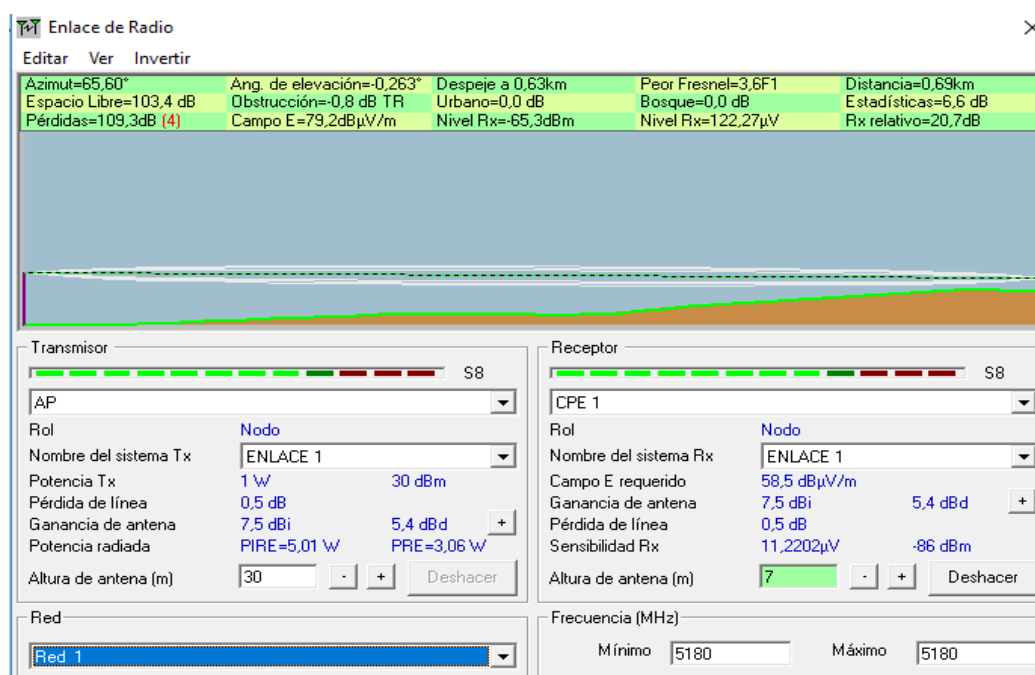 Enlace de Radio
Editar Ver Invertir
Azimut=65,60° Ang. de elevación=-0,263° Despeje a 0,63km Peor Fresnel=3,6F1 Distancia=0,69km
Espacio Libre=103,4 dB Obstrucción=-0,8 dB TR Urbano=0,0 dB Bosque=0,0 dB Estadísticas=6,6 dB
Pérdidas=109,3dB (4) Campo E=79,2dBµV/m Nivel Rx=-65,3dBm Nivel Rx=122,27µV Rx relativo=20,7dB
Transmisor Receptor
S8 S8
AP CPE 1
Rol Nodo Rol Nodo
Nombre del sistema Tx ENLACE 1 Nombre del sistema Rx ENLACE 1
Potencia Tx 1 W 30 dBm Campo E requerido 58,5 dBµV/m
Pérdida de línea 0,5 dB Ganancia de antena 7,5 dBi 5,4 dBd +
Ganancia de antena 7,5 dBi 5,4 dBd + Pérdida de línea 0,5 dB
Potencia radiada PIRE=5,01 W PRE=3,06 W Sensibilidad Rx 11,2202µV -86 dBm
Altura de antena (m) 30 - + Deshacer Altura de antena (m) 7 - + Deshacer
Red Frecuencia (MHz)
Red 1 Mínimo 5180 Máximo 5180